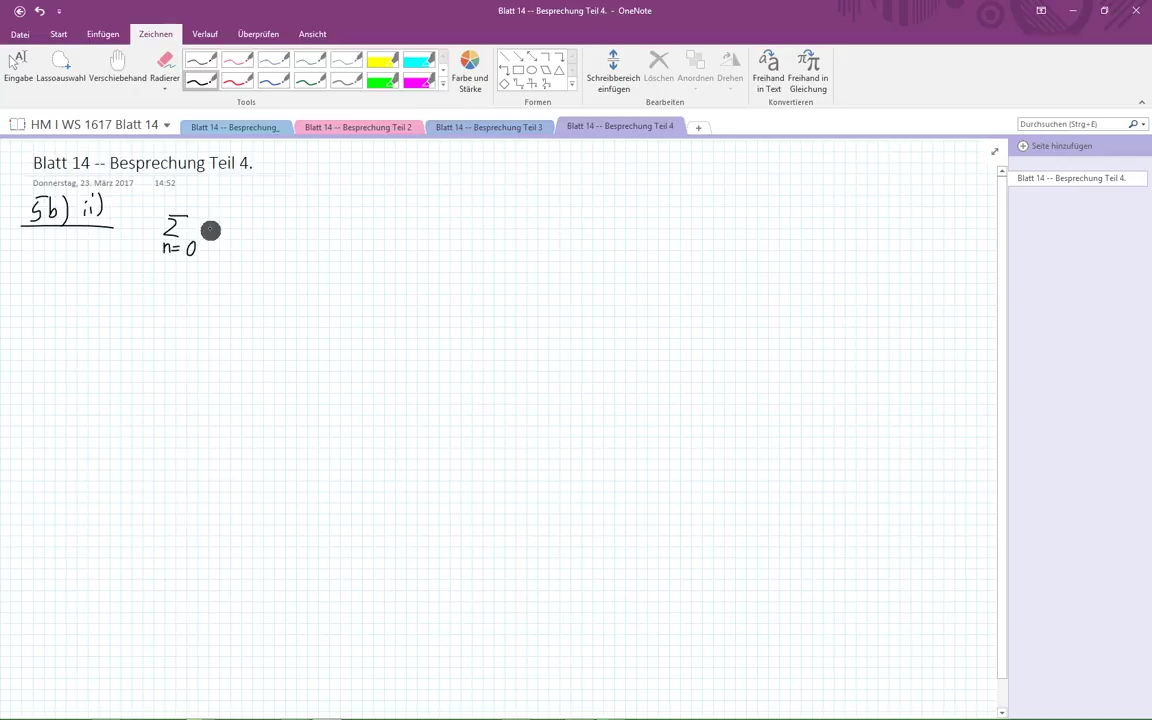 Blatt 14 -- Besprechung Teil 4. - OneNote
Datei Start Einfügen Zeichnen Verlauf Überprüfen Ansicht
Eingabe Lassoauswahl Verschiebehand Radierer
Farbe und Stärke
Schreibbereich einfügen Löschen Anordnen Drehen
Freihand in Text Freihand in Gleichung
Tools Formen Bearbeiten Konvertieren
HM I WS 1617 Blatt 14
Blatt 14 -- Besprechung_ Blatt 14 -- Besprechung Teil 2 Blatt 14 -- Besprechung Teil 3 Blatt 14 -- Besprechung Teil 4
Durchsuchen (Strg+E)
Seite hinzufügen
Blatt 14 -- Besprechung Teil 4.
Blatt 14 -- Besprechung Teil 4.
Donnerstag, 23. März 2017 14:52
5b) ii)
Σ
n= 0